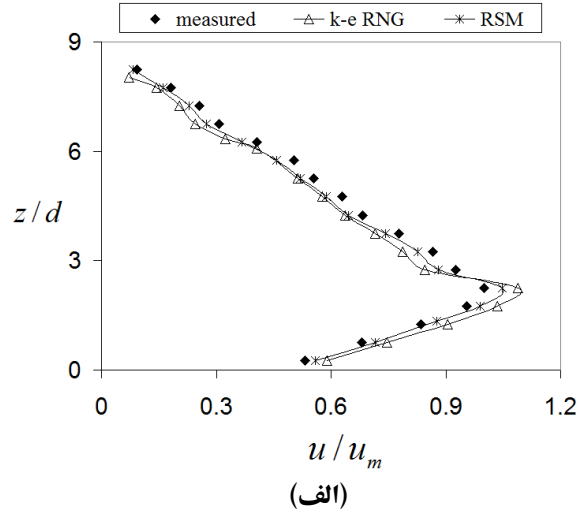 measured k-e RNG RSM
9
6
z/d
3
0
0 0.3 0.6 0.9 1.2
u/u_m
(الف)